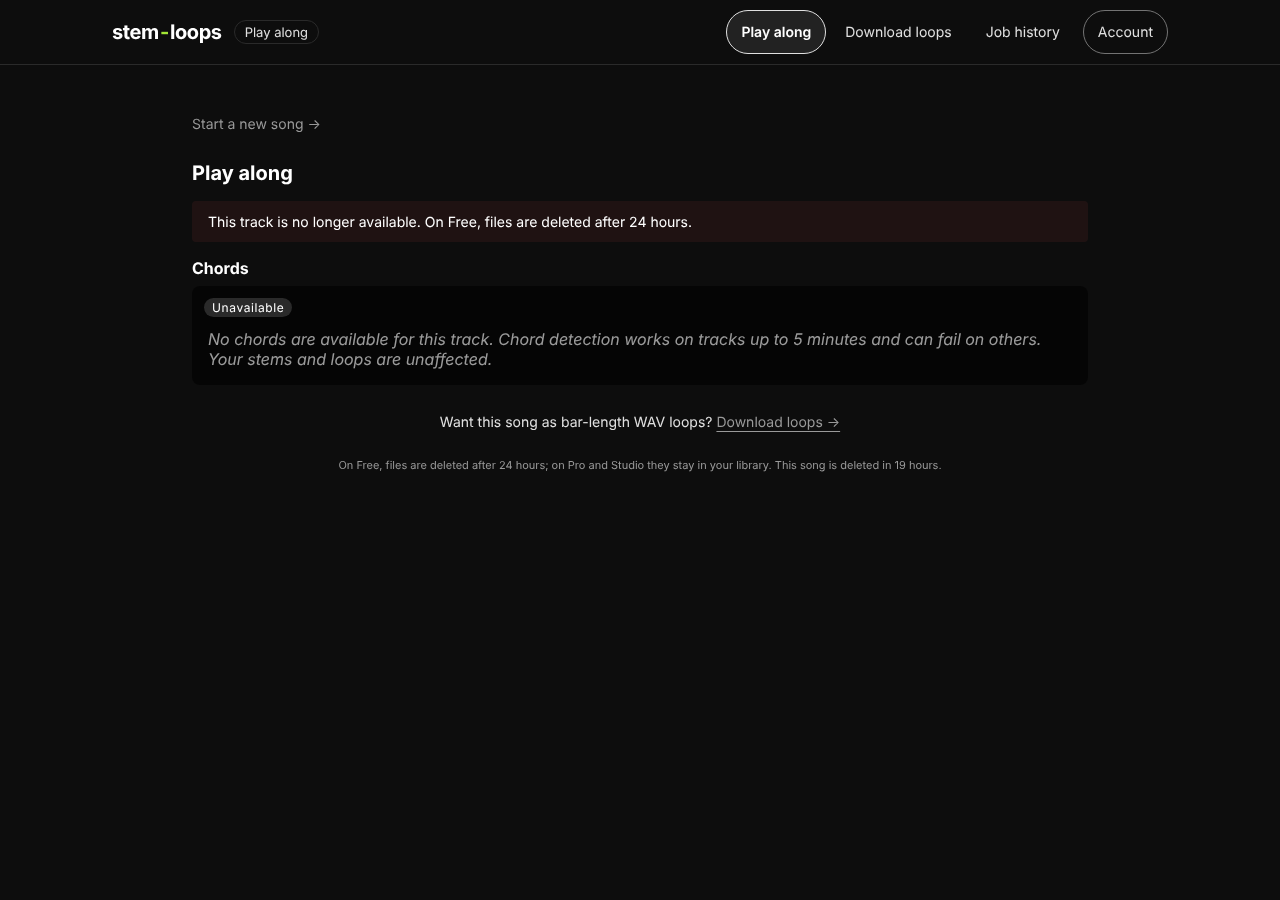 stem-loops Play along Play along Download loops Job history Account
Start a new song →
Play along
This track is no longer available. On Free, files are deleted after 24 hours.
Chords
Unavailable
No chords are available for this track. Chord detection works on tracks up to 5 minutes and can fail on others.
Your stems and loops are unaffected.
Want this song as bar-length WAV loops? Download loops →
On Free, files are deleted after 24 hours; on Pro and Studio they stay in your library. This song is deleted in 19 hours.